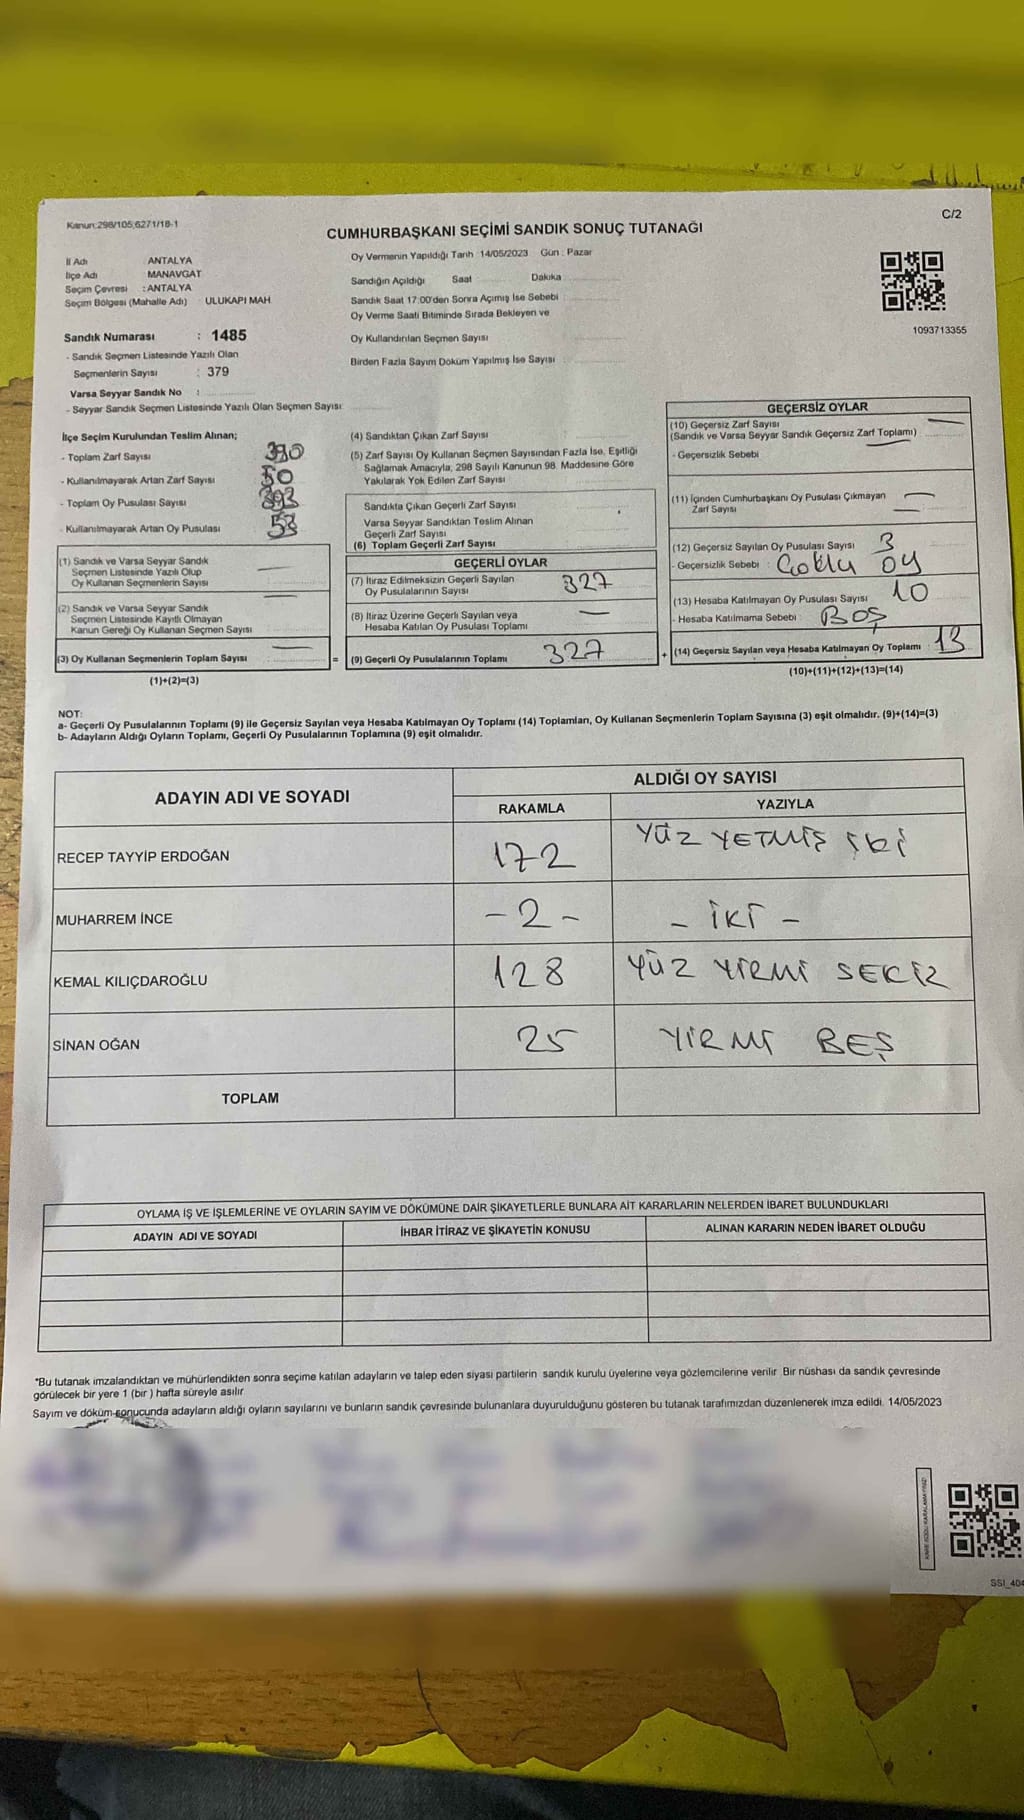 Kanun:298/105;6271/18-1
C/2
CUMHURBAŞKANI SEÇİMİ SANDIK SONUÇ TUTANAĞI
İl Adı ANTALYA
İlçe Adı MANAVGAT
Seçim Çevresi : ANTALYA
Seçim Bölgesi (Mahalle Adı) : ULUKAPI MAH
Oy Vermenin Yapıldığı Tarih 14/05/2023 Gün : Pazar
Sandığın Açıldığı Saat Dakika
Sandık Saat 17:00'den Sonra Açımış İse Sebebi
Oy Verme Saati Bitiminde Sırada Bekleyen ve
Oy Kullandırılan Seçmen Sayısı
Birden Fazla Sayım Döküm Yapılmış İse Sayısı
1093713355
Sandık Numarası : 1485
- Sandık Seçmen Listesinde Yazılı Olan
Seçmenlerin Sayısı : 379
Varsa Seyyar Sandık No :
- Seyyar Sandık Seçmen Listesinde Yazılı Olan Seçmen Sayısı:
İlçe Seçim Kurulundan Teslim Alınan;
- Toplam Zarf Sayısı 390
- Kullanılmayarak Artan Zarf Sayısı 50
- Toplam Oy Pusulası Sayısı 393
- Kullanılmayarak Artan Oy Pusulası 53
(1) Sandık ve Varsa Seyyar Sandık
Seçmen Listesinde Yazılı Olup
Oy Kullanan Seçmenlerin Sayısı
(2) Sandık ve Varsa Seyyar Sandık
Seçmen Listesinde Kayıtlı Olmayan
Kanun Gereği Oy Kullanan Seçmen Sayısı
(3) Oy Kullanan Seçmenlerin Toplam Sayısı
(1)+(2)=(3)
(4) Sandıktan Çıkan Zarf Sayısı
(5) Zarf Sayısı Oy Kullanan Seçmen Sayısından Fazla İse, Eşitliği
Sağlamak Amacıyla, 298 Sayılı Kanunun 98. Maddesine Göre
Yakılarak Yok Edilen Zarf Sayısı
Sandıkta Çıkan Geçerli Zarf Sayısı
Varsa Seyyar Sandıktan Teslim Alınan
Geçerli Zarf Sayısı
(6) Toplam Geçerli Zarf Sayısı
GEÇERLİ OYLAR
(7) İtiraz Edilmeksizin Geçerli Sayılan
Oy Pusulalarının Sayısı 327
(8) İtiraz Üzerine Geçerli Sayılan veya
Hesaba Katılan Oy Pusulası Toplamı —
= (9) Geçerli Oy Pusulalarının Toplamı 327
GEÇERSİZ OYLAR
(10) Geçersiz Zarf Sayısı
(Sandık ve Varsa Seyyar Sandık Geçersiz Zarf Toplamı)
- Geçersizlik Sebebi
(11) İçinden Cumhurbaşkanı Oy Pusulası Çıkmayan
Zarf Sayısı
(12) Geçersiz Sayılan Oy Pusulası Sayısı 3
- Geçersizlik Sebebi : Çoklu oy
(13) Hesaba Katılmayan Oy Pusulası Sayısı 10
- Hesaba Katılmama Sebebi BOŞ
+ (14) Geçersiz Sayılan veya Hesaba Katılmayan Oy Toplamı : 13
(10)+(11)+(12)+(13)=(14)
NOT:
a- Geçerli Oy Pusulalarının Toplamı (9) ile Geçersiz Sayılan veya Hesaba Katılmayan Oy Toplamı (14) Toplamları, Oy Kullanan Seçmenlerin Toplam Sayısına (3) eşit olmalıdır. (9)+(14)=(3)
b- Adayların Aldığı Oyların Toplamı, Geçerli Oy Pusulalarının Toplamına (9) eşit olmalıdır.
ADAYIN ADI VE SOYADI
ALDIĞI OY SAYISI
RAKAMLA YAZIYLA
RECEP TAYYİP ERDOĞAN 172 YÜZ YETMİŞ İKİ
MUHARREM İNCE - 2 - - İKİ -
KEMAL KILIÇDAROĞLU 128 YÜZ YİRMİ SEKİZ
SİNAN OĞAN 25 YİRMİ BEŞ
TOPLAM
OYLAMA İŞ VE İŞLEMLERİNE VE OYLARIN SAYIM VE DÖKÜMÜNE DAİR ŞİKAYETLERLE BUNLARA AİT KARARLARIN NELERDEN İBARET BULUNDUKLARI
ADAYIN ADI VE SOYADI İHBAR İTİRAZ VE ŞİKAYETİN KONUSU ALINAN KARARIN NEDEN İBARET OLDUĞU
*Bu tutanak imzalandıktan ve mühürlendikten sonra seçime katılan adayların ve talep eden siyasi partilerin sandık kurulu üyelerine veya gözlemcilerine verilir. Bir nüshası da sandık çevresinde
görülecek bir yere 1 (bir ) hafta süreyle asılır
Sayım ve döküm sonucunda adayların aldığı oyların sayılarını ve bunların sandık çevresinde bulunanlara duyurulduğunu gösteren bu tutanak tarafımızdan düzenlenerek imza edildi. 14/05/2023